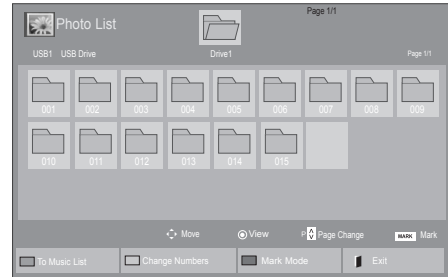 Page 1/1
Photo List
USB1 USB Drive Drive1 Page 1/1
001 002 003 004 005 006 007 008 009
010 011 012 013 014 015
Move View P Page Change MARK Mark
To Music List Change Numbers Mark Mode Exit